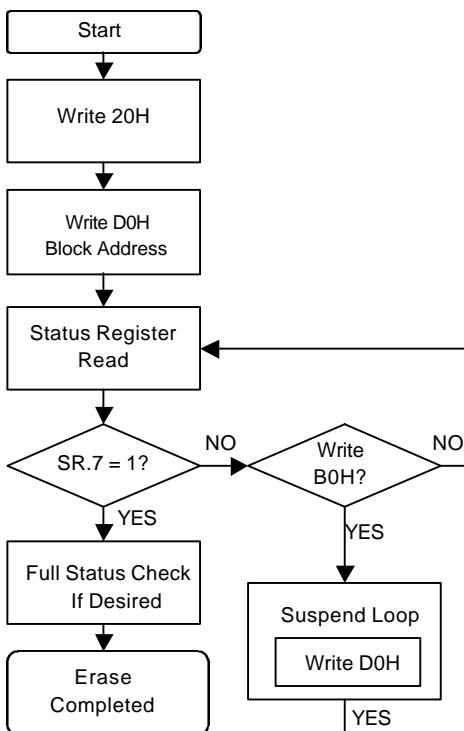 Start
Write 20H
Write D0H
Block Address
Status Register
Read
SR.7 = 1?
NO
Write
B0H?
NO
YES
YES
Full Status Check
If Desired
Suspend Loop
Write D0H
Erase
Completed
YES